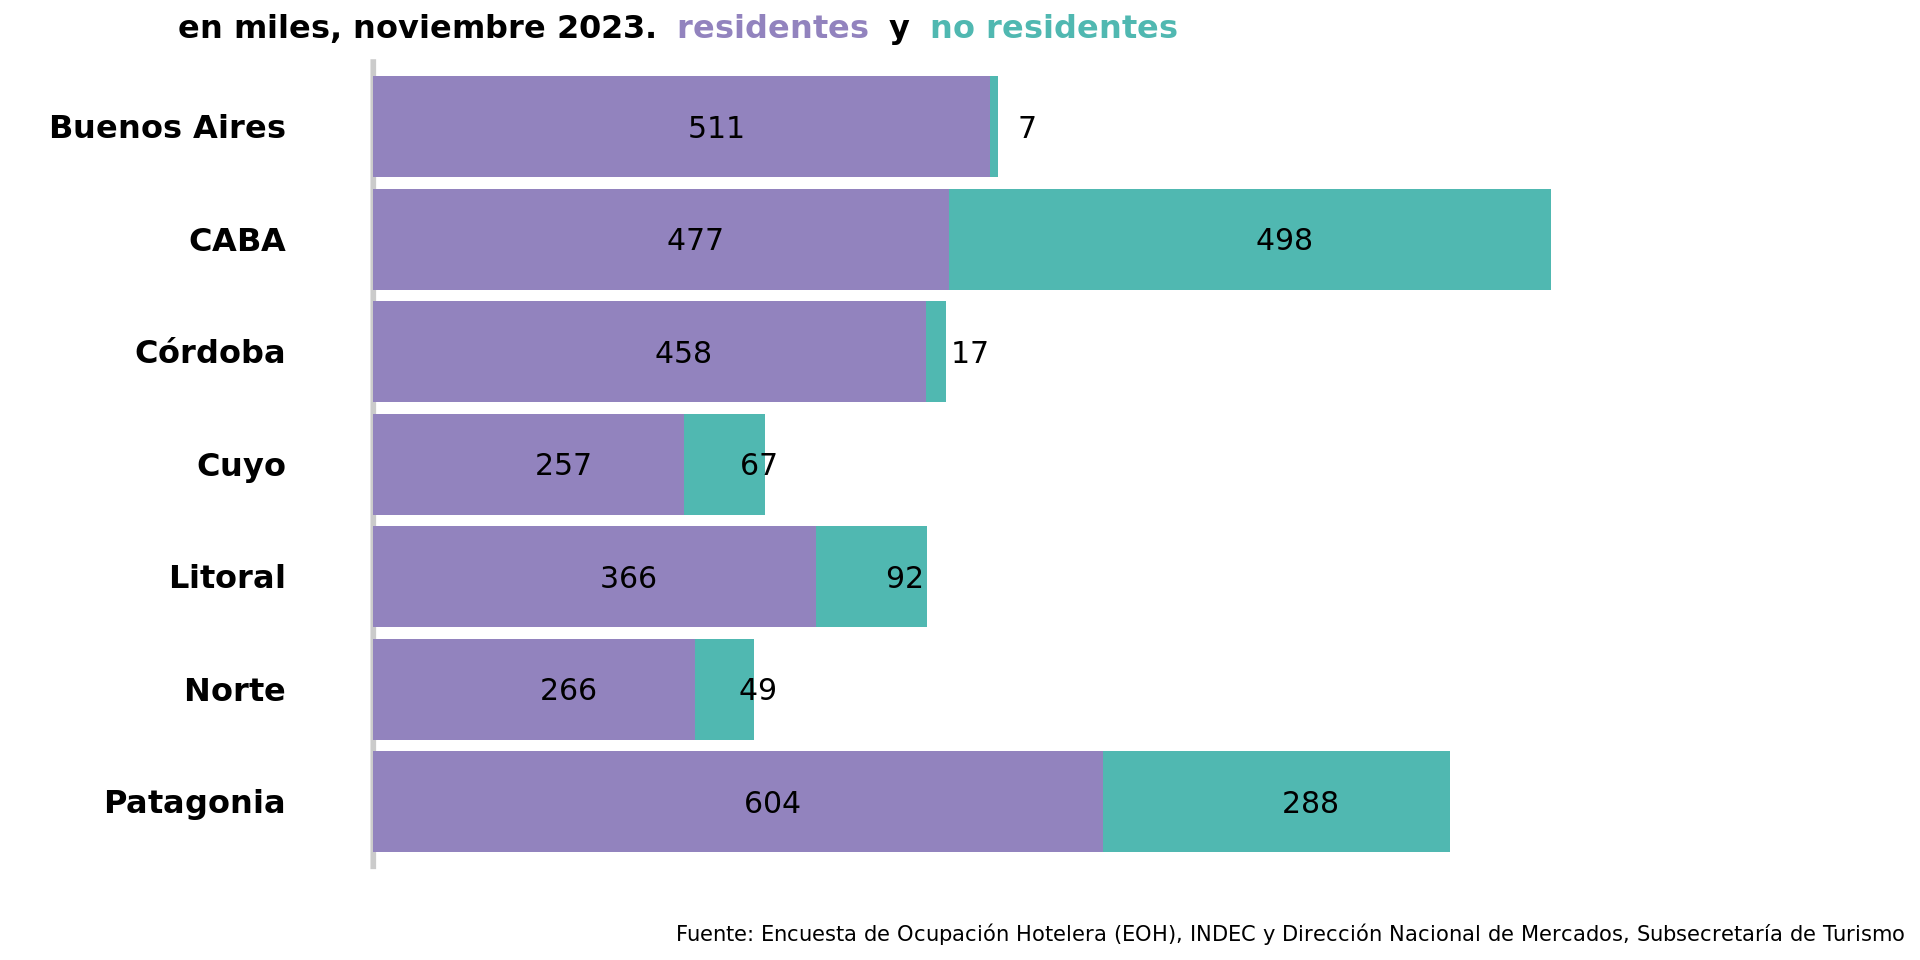 en miles, noviembre 2023. residentes y no residentes
Buenos Aires 511 7
CABA 477 498
Córdoba 458 17
Cuyo 257 67
Litoral 366 92
Norte 266 49
Patagonia 604 288
Fuente: Encuesta de Ocupación Hotelera (EOH), INDEC y Dirección Nacional de Mercados, Subsecretaría de Turismo